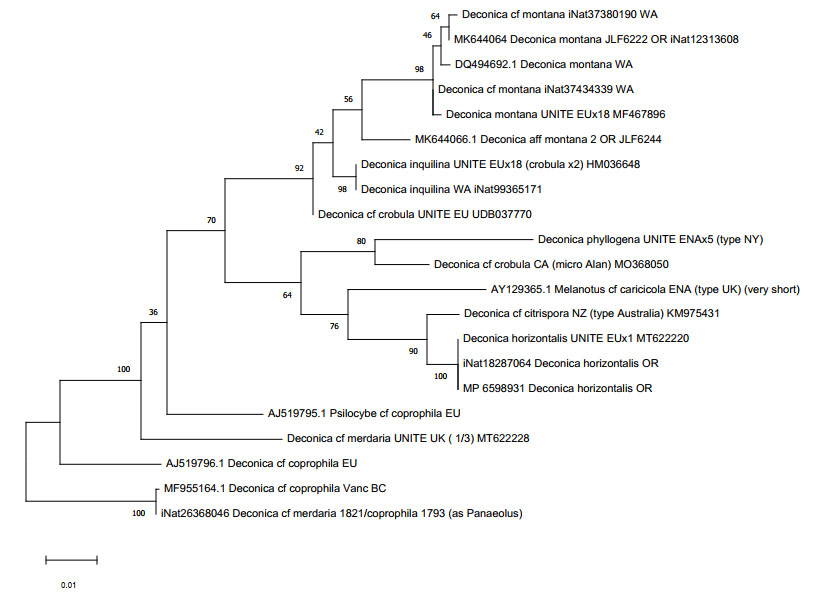 64
Deconica cf montana iNat37380190 WA
46
MK644064 Deconica montana JLF6222 OR iNat12313608
98
DQ494692.1 Deconica montana WA
Deconica cf montana iNat37434339 WA
56
Deconica montana UNITE EUx18 MF467896
42
MK644066.1 Deconica aff montana 2 OR JLF6244
92
Deconica inquilina UNITE EUx18 (crobula x2) HM036648
98
Deconica inquilina WA iNat99365171
70
Deconica cf crobula UNITE EU UDB037770
80
Deconica phyllogena UNITE ENAx5 (type NY)
Deconica cf crobula CA (micro Alan) MO368050
64
AY129365.1 Melanotus cf caricicola ENA (type UK) (very short)
36
76
Deconica cf citrispora NZ (type Australia) KM975431
90
Deconica horizontalis UNITE EUx1 MT622220
100
iNat18287064 Deconica horizontalis OR
100
MP 6598931 Deconica horizontalis OR
AJ519795.1 Psilocybe cf coprophila EU
Deconica cf merdaria UNITE UK ( 1/3) MT622228
AJ519796.1 Deconica cf coprophila EU
MF955164.1 Deconica cf coprophila Vanc BC
100
iNat26368046 Deconica cf merdaria 1821/coprophila 1793 (as Panaeolus)
0.01